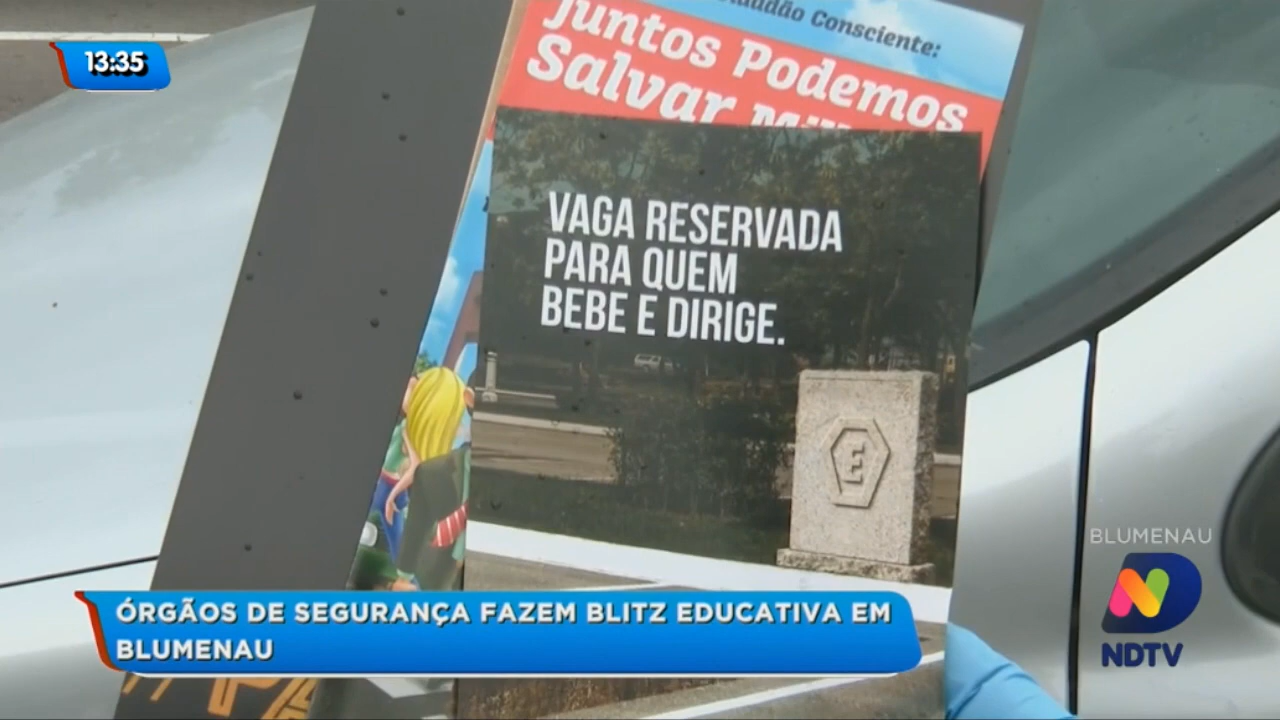 13:35
Consciente:
Juntos Podemos
Salvar
VAGA RESERVADA
PARA QUEM
BEBE E DIRIGE.
E
BLUMENAU
N
NDTV
ÓRGÃOS DE SEGURANÇA FAZEM BLITZ EDUCATIVA EM
BLUMENAU